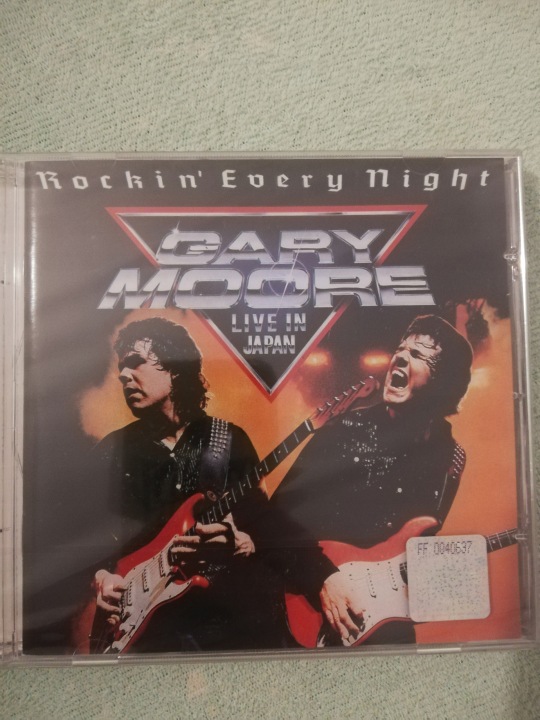 Rockin' Every Night
GARY
MOORE
LIVE IN
JAPAN
FF 0040637